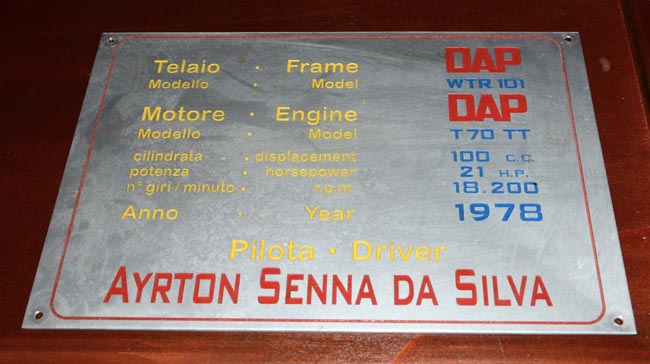 Telaio · Frame DAP
Modello · Model WTR 101
Motore · Engine DAP
Modello · Model T 70 TT
cilindrata · displacement 100 C.C.
potenza · horsepower 21 H.P.
n° giri / minuto · r.p.m. 18.200
Anno · Year 1978
Pilota · Driver
AYRTON SENNA DA SILVA